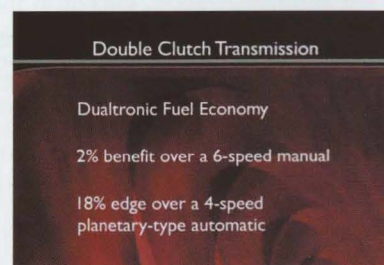 Double Clutch Transmission
Dualtronic Fuel Economy
2% benefit over a 6-speed manual
18% edge over a 4-speed
planetary-type automatic